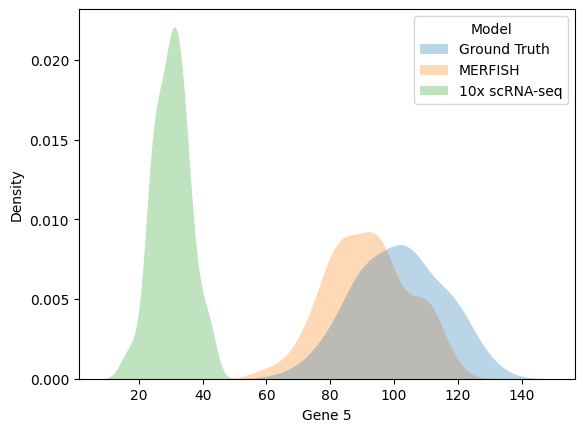 Model
Ground Truth
MERFISH
10x scRNA-seq
0.020
0.015
0.010
0.005
0.000
Density
20 40 60 80 100 120 140
Gene 5